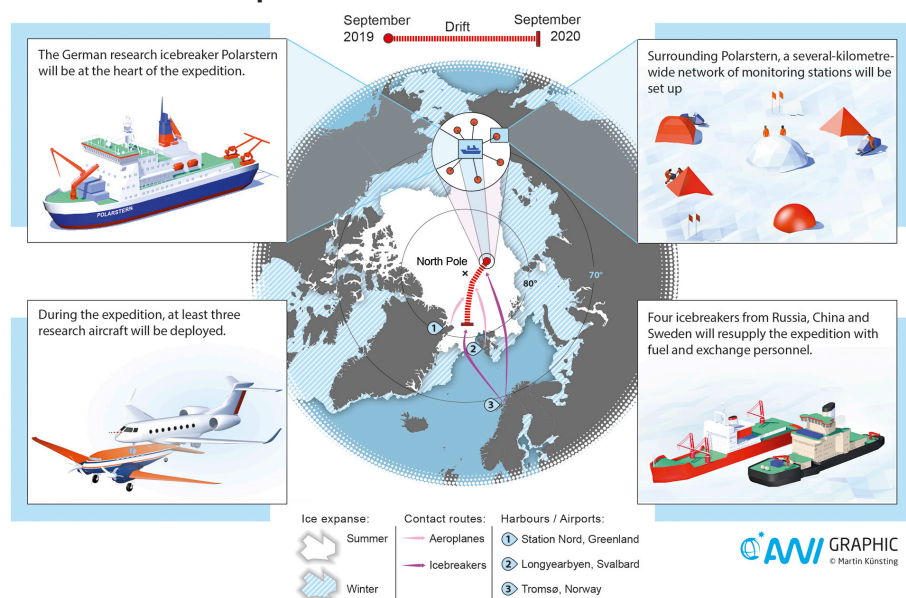 September
2019
Drift
September
2020
The German research icebreaker Polarstern
will be at the heart of the expedition.
POLARSTERN
Surrounding Polarstern, a several-kilometre-
wide network of monitoring stations will be
set up
North Pole
80°
70°
1
2
3
During the expedition, at least three
research aircraft will be deployed.
Four icebreakers from Russia, China and
Sweden will resupply the expedition with
fuel and exchange personnel.
Ice expanse:
Summer
Winter
Contact routes:
Aeroplanes
Icebreakers
Harbours / Airports:
1 Station Nord, Greenland
2 Longyearbyen, Svalbard
3 Tromsø, Norway
AWI GRAPHIC
© Martin Künsting